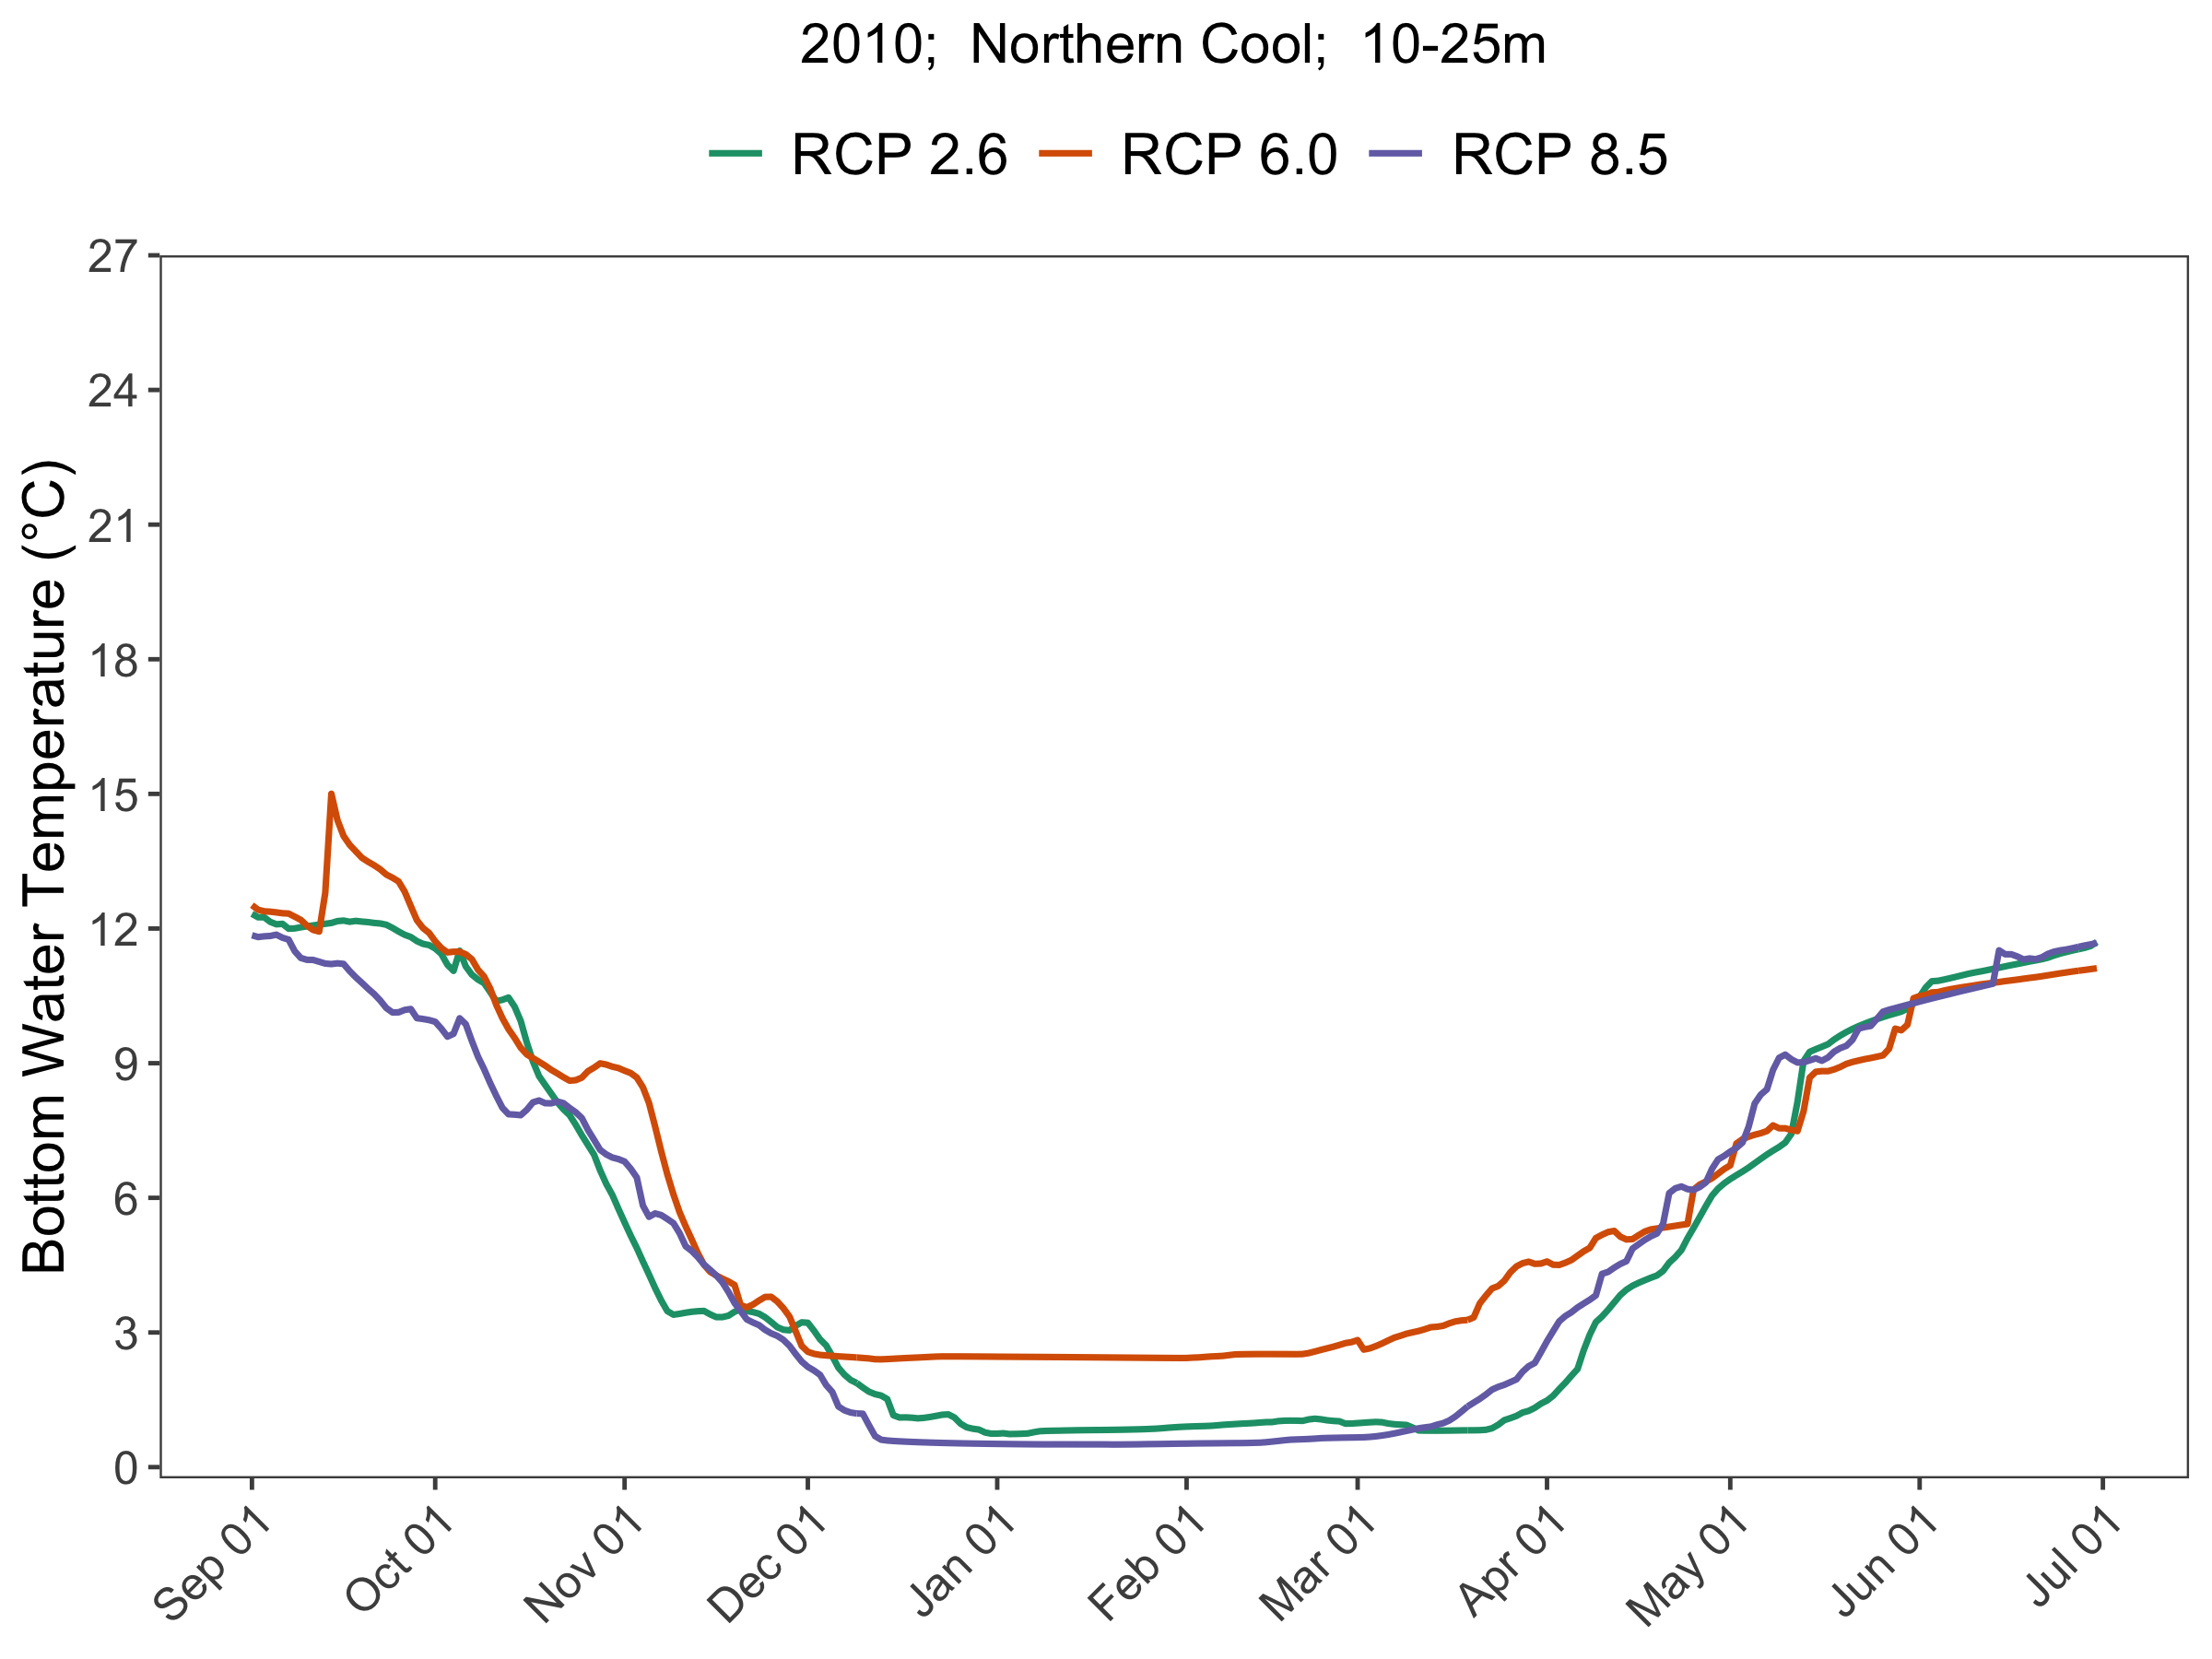 2010;  Northern Cool;  10-25m
RCP 2.6 RCP 6.0 RCP 8.5
Bottom Water Temperature (°C)
27
24
21
18
15
12
9
6
3
0
Sep 01 Oct 01 Nov 01 Dec 01 Jan 01 Feb 01 Mar 01 Apr 01 May 01 Jun 01 Jul 01